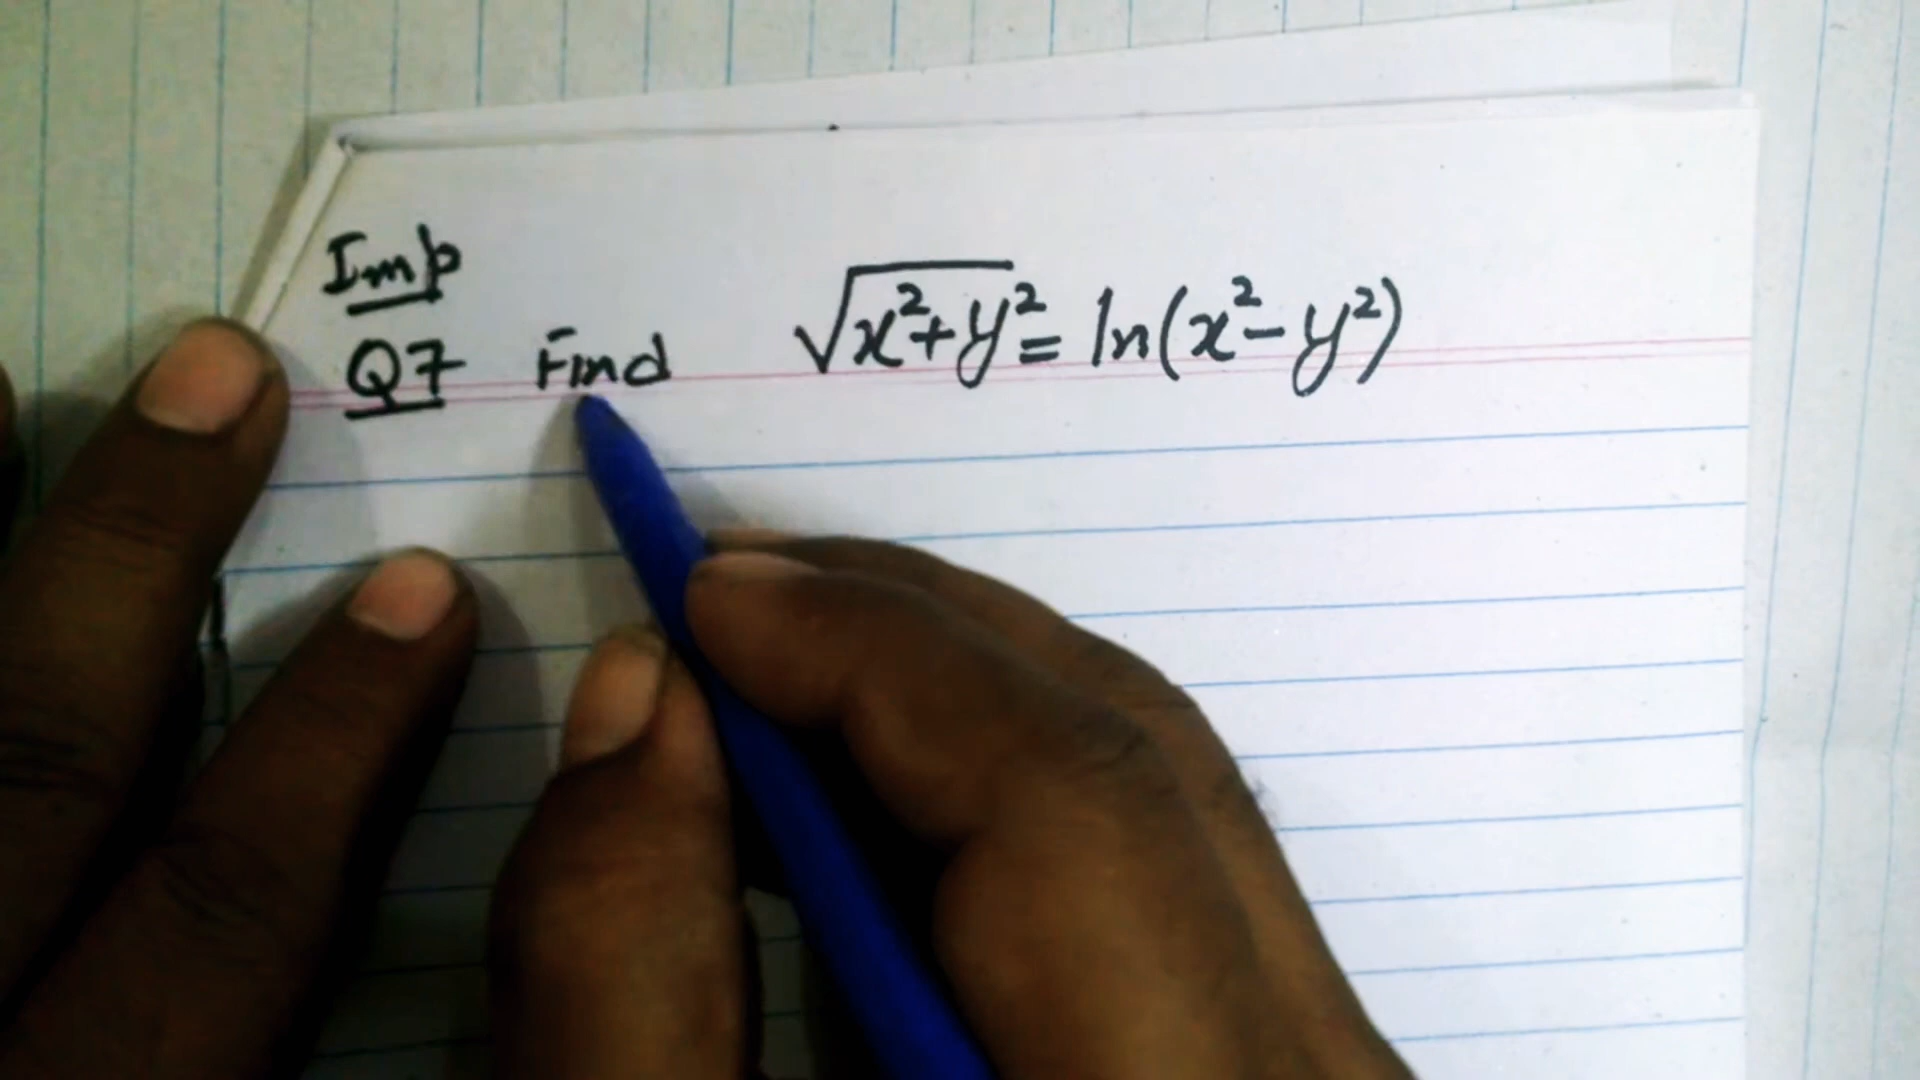 Imp
Q7 Find √x²+y² = ln(x²-y²)